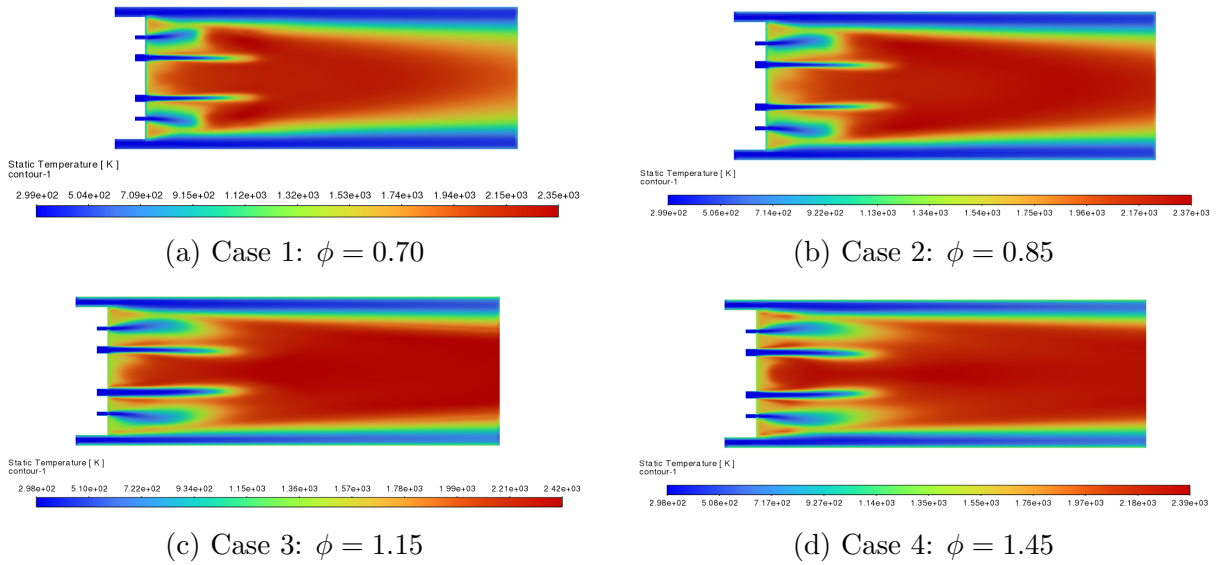 Static Temperature [ K ]
contour-1
2.99e+02 5.04e+02 7.09e+02 9.15e+02 1.12e+03 1.32e+03 1.53e+03 1.74e+03 1.94e+03 2.15e+03 2.35e+03
(a) Case 1: ϕ = 0.70
Static Temperature [ K ]
contour-1
2.99e+02 5.06e+02 7.14e+02 9.22e+02 1.13e+03 1.34e+03 1.54e+03 1.75e+03 1.96e+03 2.17e+03 2.37e+03
(b) Case 2: ϕ = 0.85
Static Temperature [ K ]
contour-1
2.98e+02 5.10e+02 7.22e+02 9.34e+02 1.15e+03 1.36e+03 1.57e+03 1.78e+03 1.99e+03 2.21e+03 2.42e+03
(c) Case 3: ϕ = 1.15
Static Temperature [ K ]
contour-1
2.98e+02 5.08e+02 7.17e+02 9.26e+02 1.14e+03 1.34e+03 1.55e+03 1.76e+03 1.97e+03 2.18e+03 2.39e+03
(d) Case 4: ϕ = 1.45